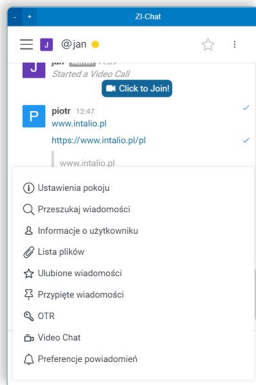 - + ZI-Chat
J @jan
J
Started a Video Call
Click to Join!
P piotr 12:47
www.intalio.pl
https://www.intalio.pl/pl
www.intalio.pl
Ustawienia pokoju
Przeszukaj wiadomości
Informacje o użytkowniku
Lista plików
Ulubione wiadomości
Przypięte wiadomości
OTR
Video Chat
Preferencje powiadomień